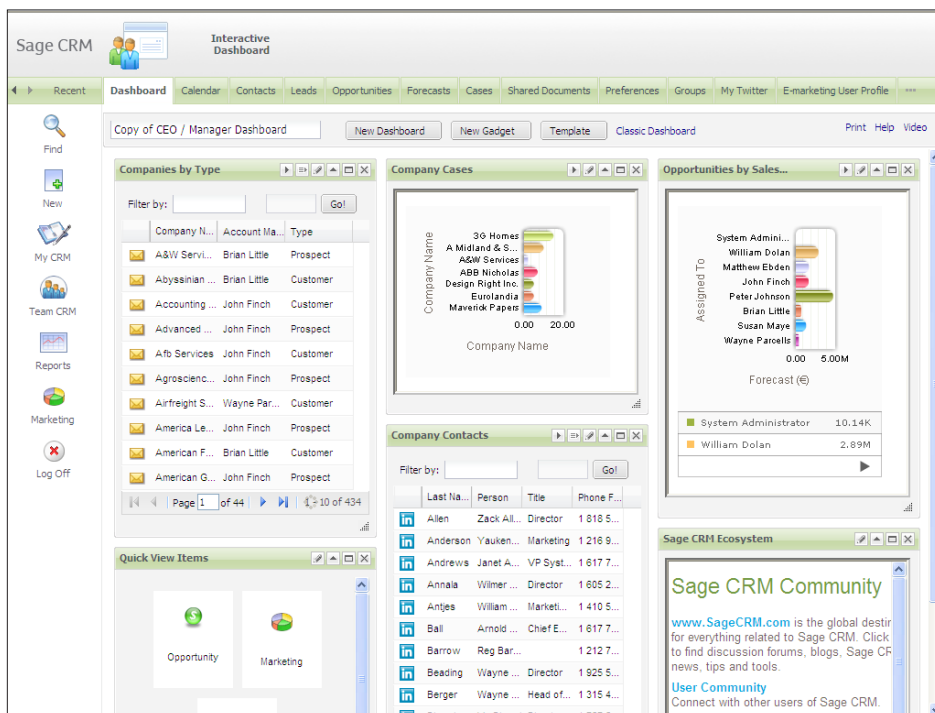 Sage CRM
Interactive
Dashboard
Recent
Dashboard Calendar Contacts Leads Opportunities Forecasts Cases Shared Documents Preferences Groups My Twitter E-marketing User Profile ...
Find
New
My CRM
Team CRM
Reports
Marketing
Log Off
Copy of CEO / Manager Dashboard New Dashboard New Gadget Template Classic Dashboard Print Help Video
Companies by Type
Filter by: Go!
Company N... Account Ma... Type
A&W Servi... Brian Little Prospect
Abyssinian ... Brian Little Customer
Accounting ... John Finch Customer
Advanced ... John Finch Prospect
Afb Services John Finch Customer
Agroscienc... John Finch Prospect
Airfreight S... Wayne Par... Customer
America Le... John Finch Prospect
American F... Brian Little Customer
American G... John Finch Prospect
Page 1 of 44 -10 of 434
Quick View Items
Opportunity
Marketing
Company Cases
Company Name
3G Homes
A Midland & S...
A&W Services
ABB Nicholas
Design Right Inc.
Eurolandia
Maverick Papers
0.00 20.00
Company Name
Company Contacts
Filter by: Go!
Last Na... Person Title Phone F...
Allen Zack All... Director 1 818 5...
Anderson Yauken... Marketing 1 216 9...
Andrews Janet A... VP Syst... 1 617 7...
Annala Wilmer ... Director 1 605 2...
Antjes William ... Marketi... 1 410 5...
Ball Arnold ... Chief E... 1 617 7...
Barrow Reg Bar... 1 212 7...
Beading Wayne ... Director 1 925 5...
Berger Wayne ... Head of... 1 315 4...
Opportunities by Sales...
Assigned To
System Admini...
William Dolan
Matthew Ebden
John Finch
Peter Johnson
Brian Little
Susan Maye
Wayne Parcells
0.00 5.00M
Forecast (€)
System Administrator 10.14K
William Dolan 2.89M
Sage CRM Ecosystem
Sage CRM Community
www.SageCRM.com is the global destin
for everything related to Sage CRM. Click
to find discussion forums, blogs, Sage CR
news, tips and tools.
User Community
Connect with other users of Sage CRM.